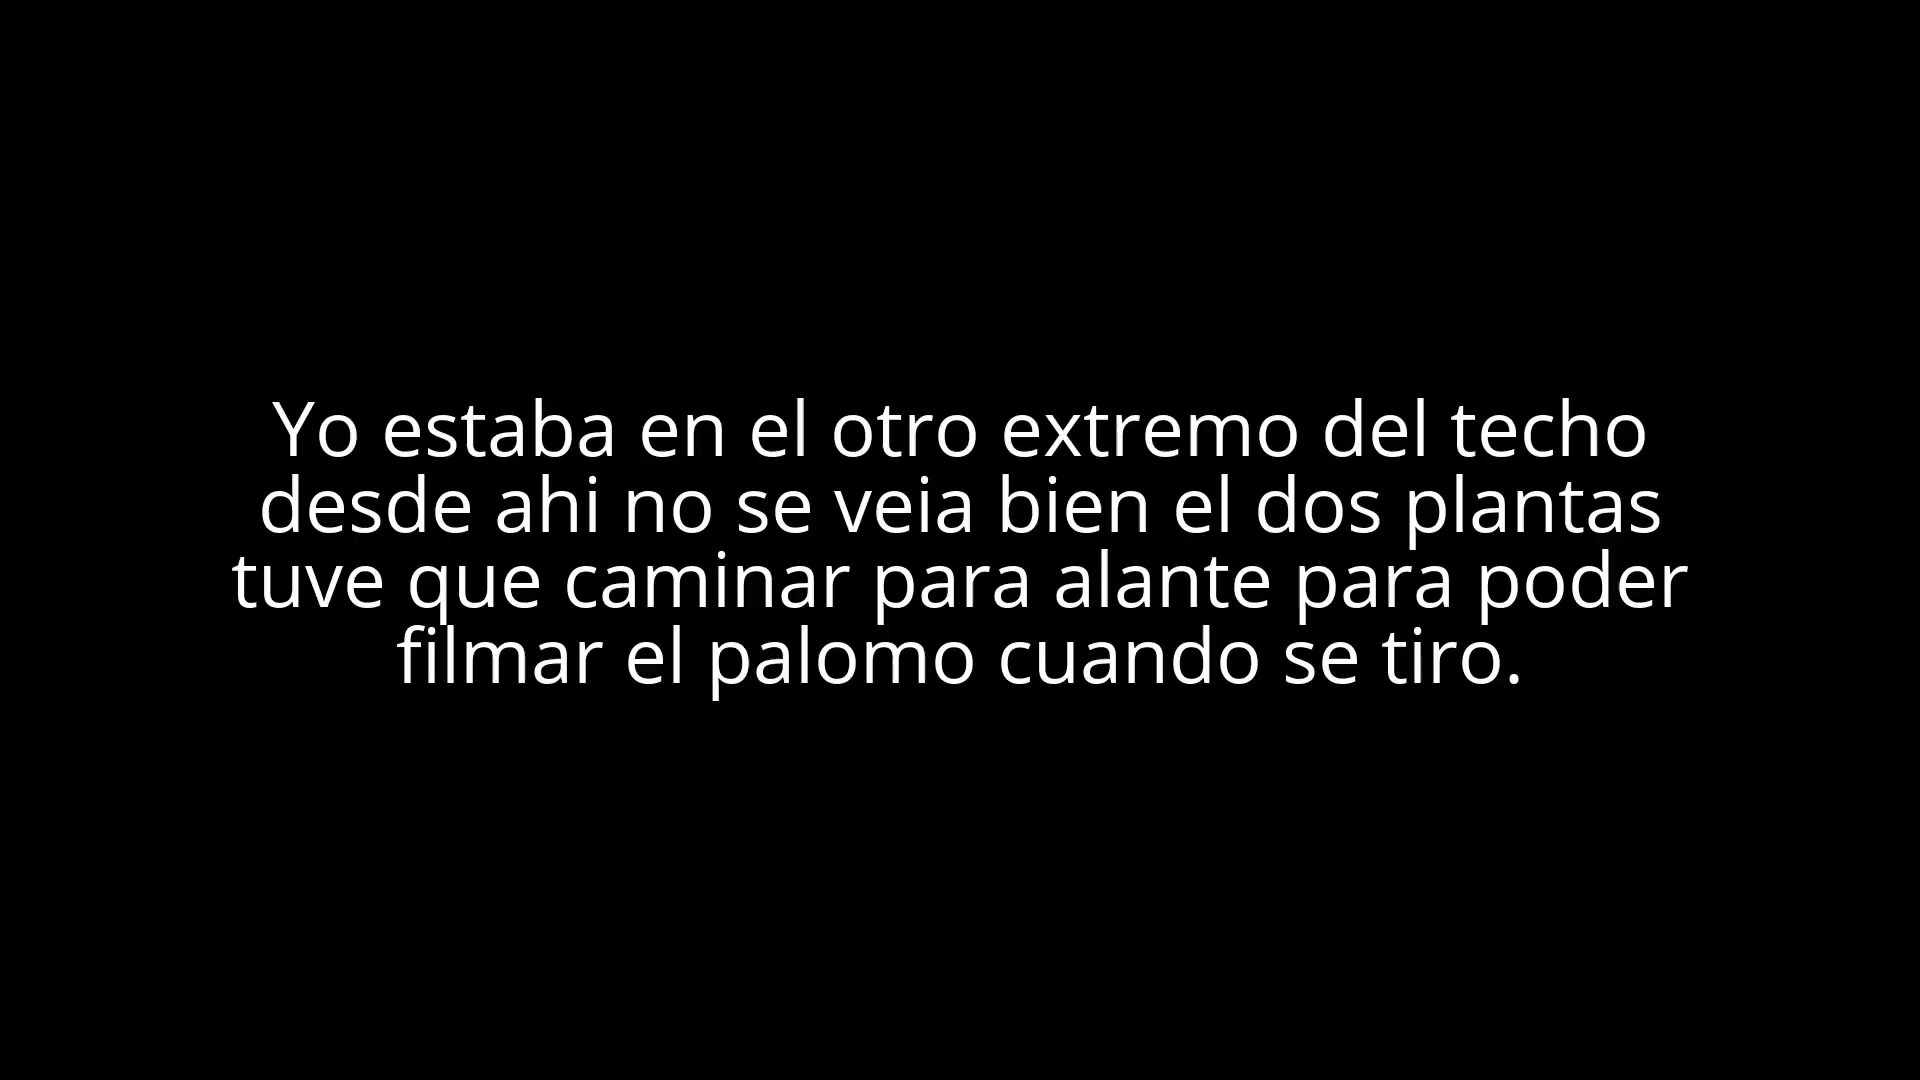 Yo estaba en el otro extremo del techo
desde ahi no se veia bien el dos plantas
tuve que caminar para alante para poder
filmar el palomo cuando se tiro.